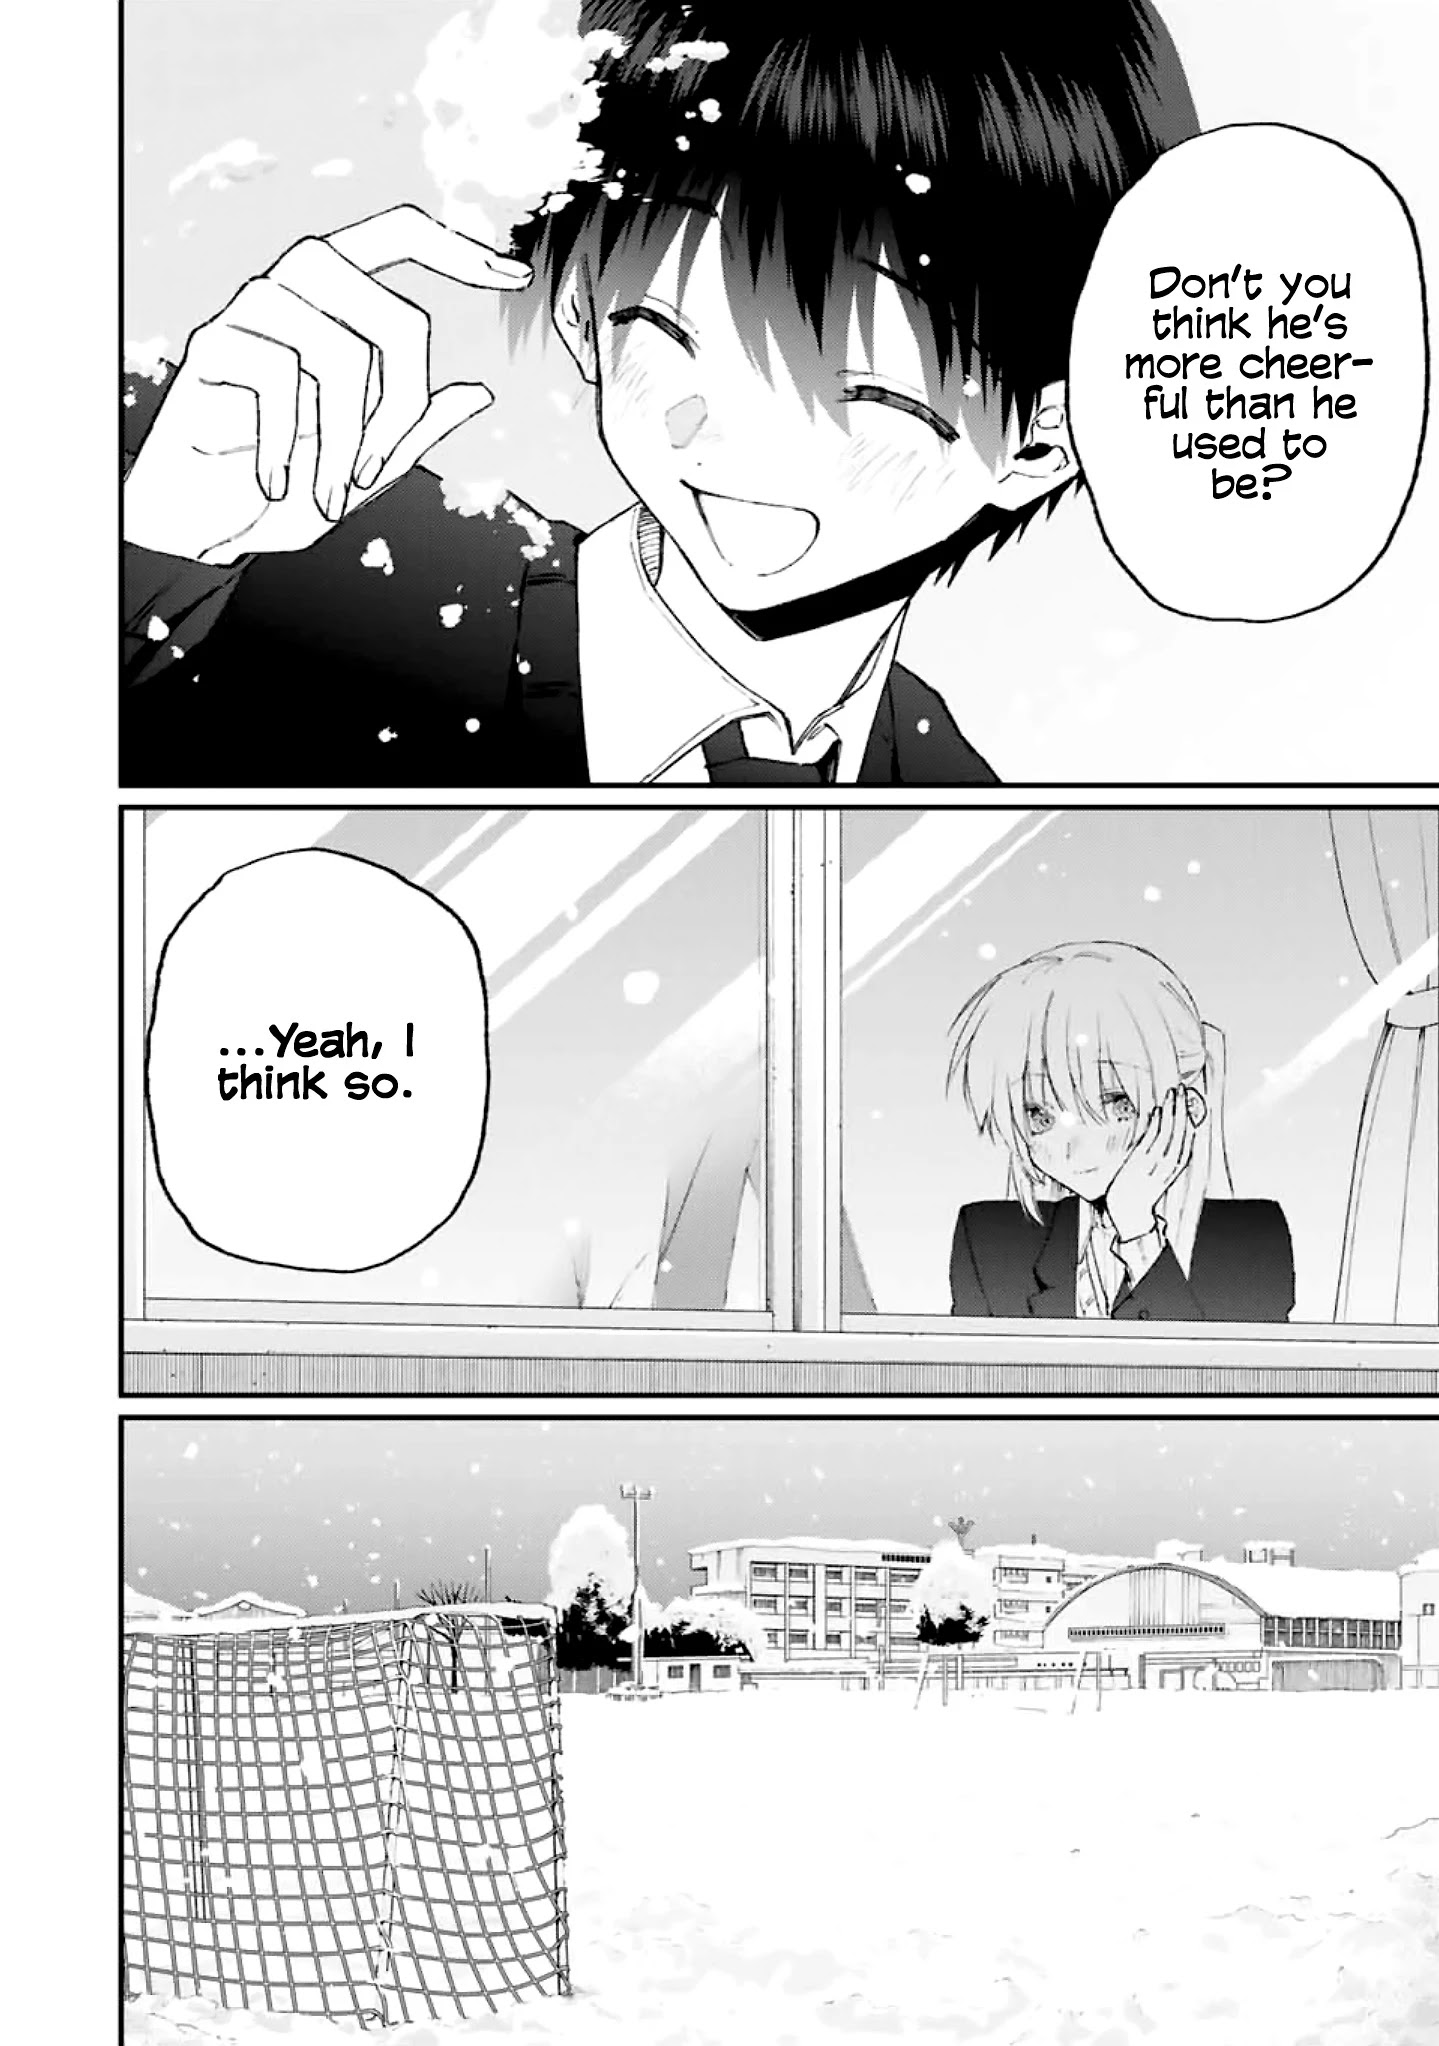 Don't you
think he's
more cheer-
ful than he
used to
be?
...Yeah, I
think so.